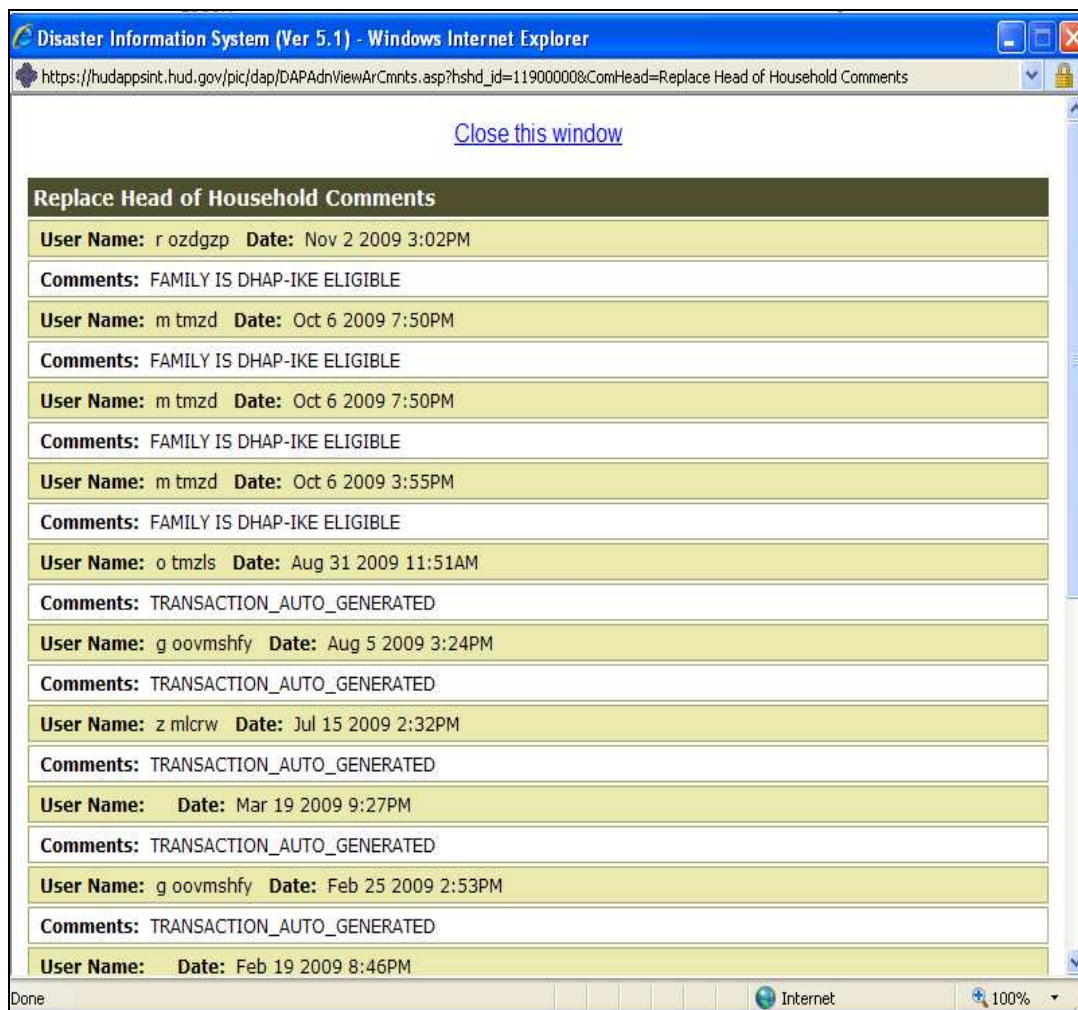 Disaster Information System (Ver 5.1) - Windows Internet Explorer
https://hudappsint.hud.gov/pic/dap/DAPAdnViewArCmnts.asp?hshd_id=11900000&ComHead=Replace Head of Household Comments
Close this window
Replace Head of Household Comments
User Name: r ozdgzp Date: Nov 2 2009 3:02PM
Comments: FAMILY IS DHAP-IKE ELIGIBLE
User Name: m tmzd Date: Oct 6 2009 7:50PM
Comments: FAMILY IS DHAP-IKE ELIGIBLE
User Name: m tmzd Date: Oct 6 2009 7:50PM
Comments: FAMILY IS DHAP-IKE ELIGIBLE
User Name: m tmzd Date: Oct 6 2009 3:55PM
Comments: FAMILY IS DHAP-IKE ELIGIBLE
User Name: o tmzls Date: Aug 31 2009 11:51AM
Comments: TRANSACTION_AUTO_GENERATED
User Name: g oovmshfy Date: Aug 5 2009 3:24PM
Comments: TRANSACTION_AUTO_GENERATED
User Name: z mlcrw Date: Jul 15 2009 2:32PM
Comments: TRANSACTION_AUTO_GENERATED
User Name: Date: Mar 19 2009 9:27PM
Comments: TRANSACTION_AUTO_GENERATED
User Name: g oovmshfy Date: Feb 25 2009 2:53PM
Comments: TRANSACTION_AUTO_GENERATED
User Name: Date: Feb 19 2009 8:46PM
Done Internet 100%